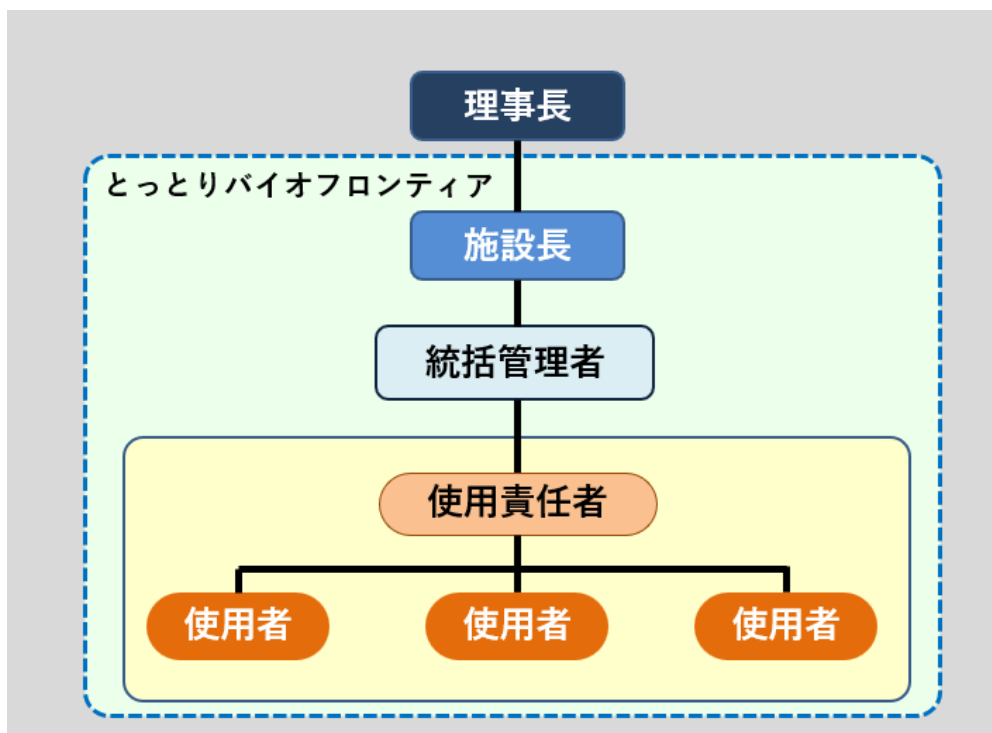 理事長
とっとりバイオフロンティア
施設長
統括管理者
使用責任者
使用者
使用者
使用者